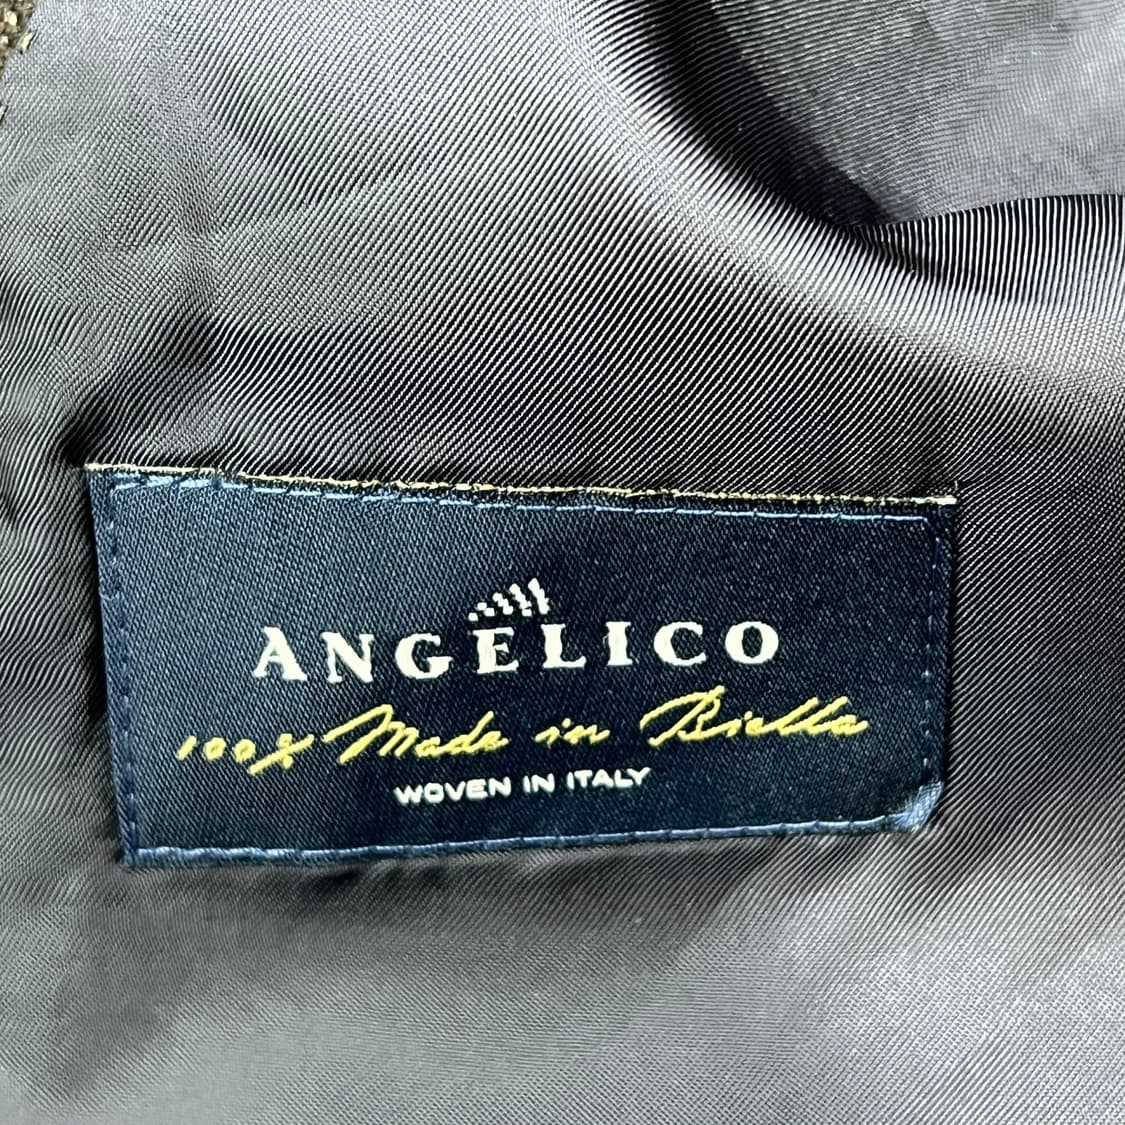 ANGELICO
100% Made in Biella
WOVEN IN ITALY